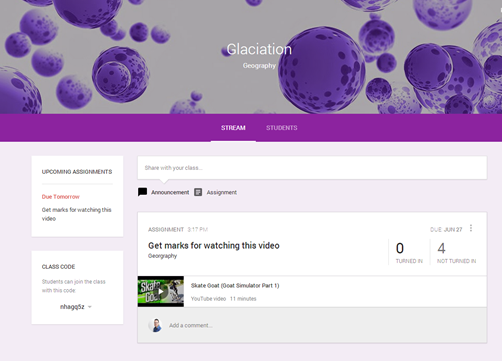 Glaciation
Geography
STREAM STUDENTS
UPCOMING ASSIGNMENTS
Due Tomorrow
Get marks for watching this
video
CLASS CODE
Students can join the class
with this code
nhagq5z
Share with your class...
Announcement Assignment
ASSIGNMENT 5:17 PM DUE JUN 27
Get marks for watching this video
Georgraphy
0 4
TURNED IN NOT TURNED IN
Skate Goat (Goat Simulator Part 1)
YouTube video 11 minutes
Add a comment...